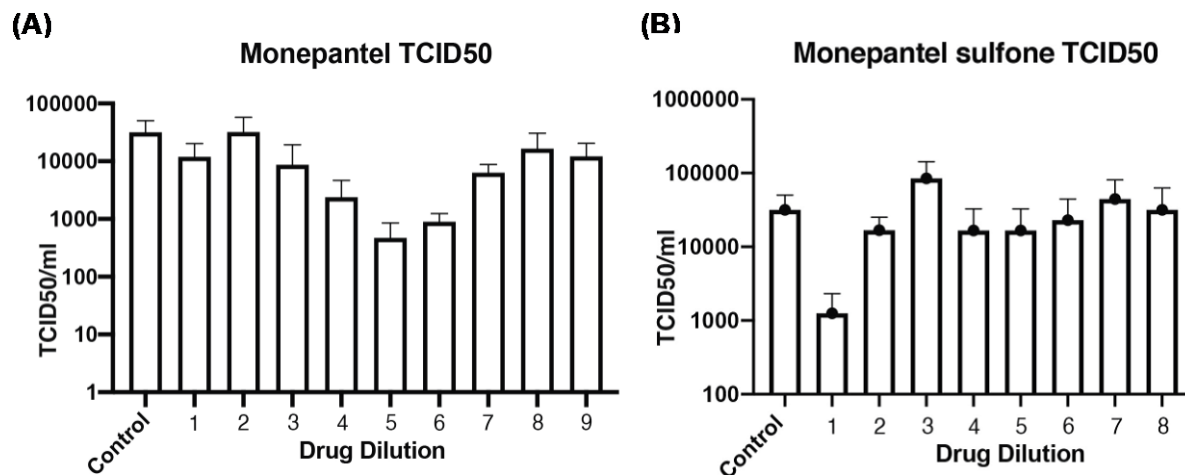 (A)
Monepantel TCID50
100000
10000
1000
100
10
1
TCID50/ml
Control 1 2 3 4 5 6 7 8 9
Drug Dilution
(B)
Monepantel sulfone TCID50
1000000
100000
10000
1000
100
TCID50/ml
Control 1 2 3 4 5 6 7 8
Drug Dilution